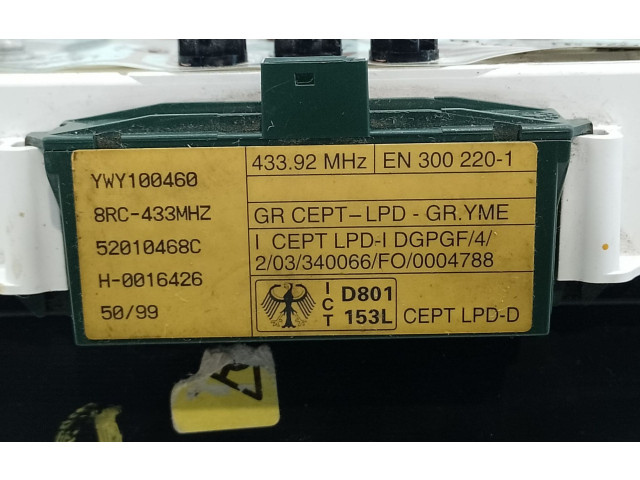 YWY100460
8RC-433MHZ
52010468C
H-0016426
50/99
433.92 MHz EN 300 220-1
GR CEPT-LPD - GR.YME
I CEPT LPD-I DGPGF/4/
2/03/340066/FO/0004788
ICT D801
153L CEPT LPD-D